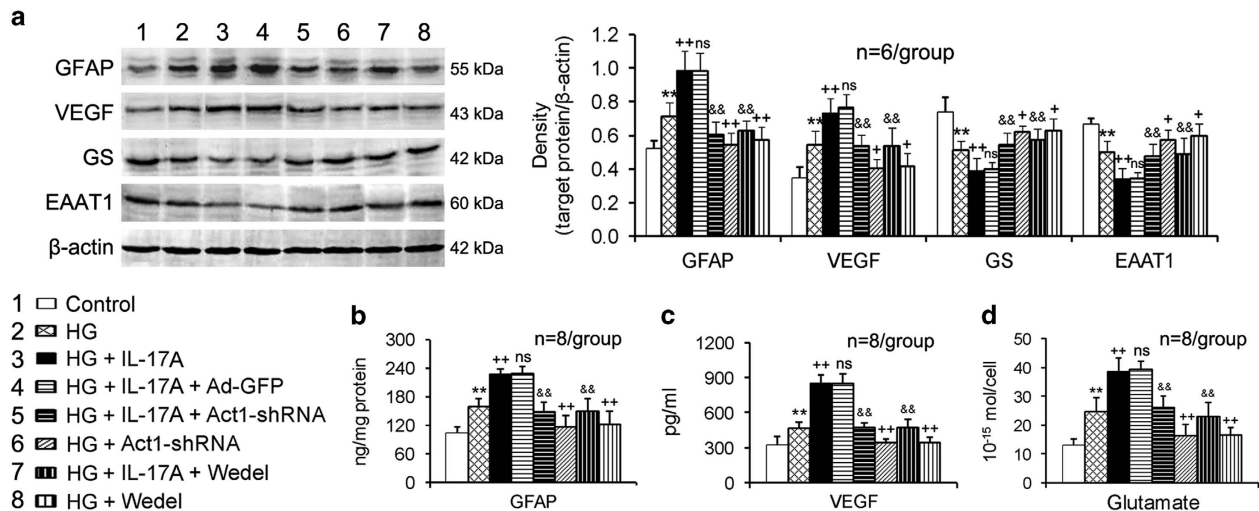 a
1 2 3 4 5 6 7 8
GFAP 55 kDa
VEGF 43 kDa
GS 42 kDa
EAAT1 60 kDa
β-actin 42 kDa
Density
(target protein/β-actin)
1.2
1.0
0.8
0.6
0.4
0.2
0.0
n=6/group
** ++ ns && ++ && ++
** ++ ns && + && +
** ++ ns && + && +
** ++ ns && + && +
GFAP VEGF GS EAAT1
1 Control
2 HG
3 HG + IL-17A
4 HG + IL-17A + Ad-GFP
5 HG + IL-17A + Act1-shRNA
6 HG + Act1-shRNA
7 HG + IL-17A + Wedel
8 HG + Wedel
b
n=8/group
ng/mg protein
300
240
180
120
60
0
** ++ ns && ++ && ++
GFAP
c
n=8/group
pg/ml
1200
900
600
300
0
** ++ ns && ++ && ++
VEGF
d
n=8/group
10⁻¹⁵ mol/cell
50
40
30
20
10
0
** ++ ns && ++ && ++
Glutamate